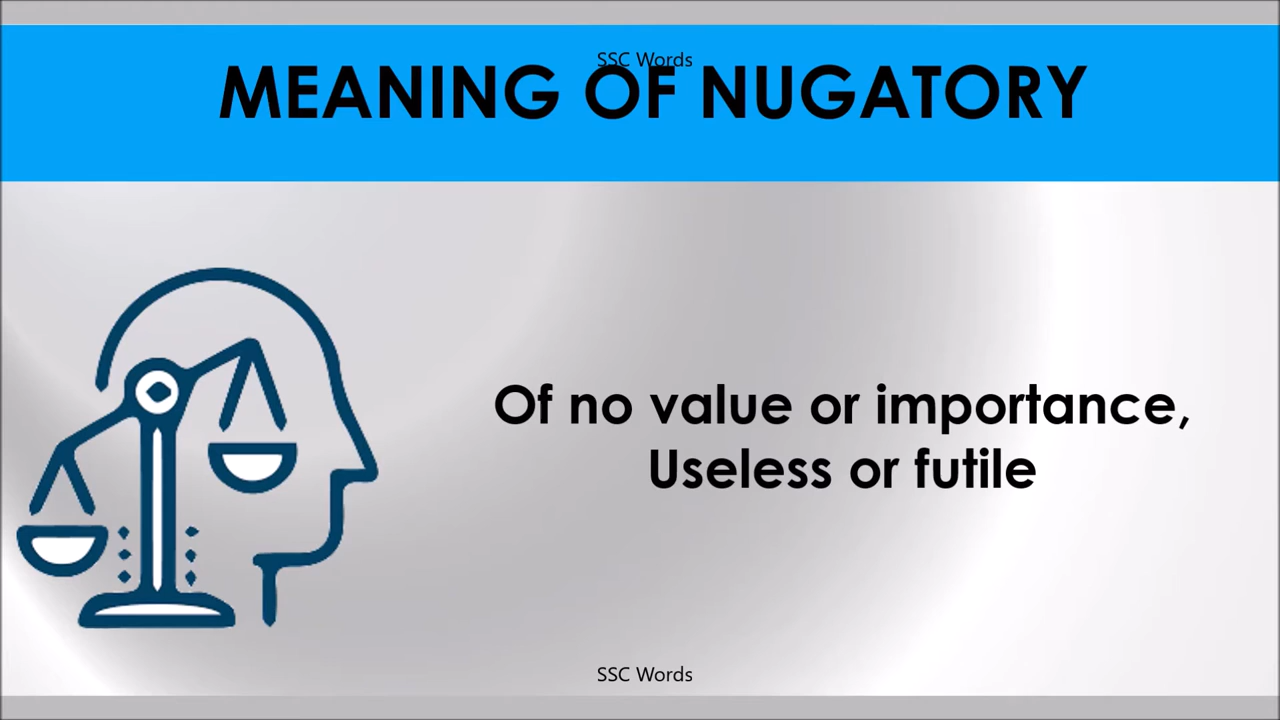 SSC Words
MEANING OF NUGATORY
Of no value or importance,
Useless or futile
SSC Words